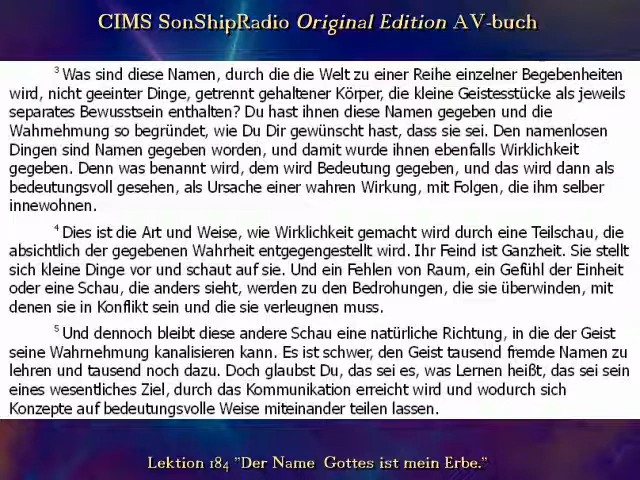 CIMS SonShipRadio Original Edition AV-buch
3 Was sind diese Namen, durch die die Welt zu einer Reihe einzelner Begebenheiten
wird, nicht geeinter Dinge, getrennt gehaltener Körper, die kleine Geistesstücke als jeweils
separates Bewusstsein enthalten? Du hast ihnen diese Namen gegeben und die
Wahrnehmung so begründet, wie Du Dir gewünscht hast, dass sie sei. Den namenlosen
Dingen sind Namen gegeben worden, und damit wurde ihnen ebenfalls Wirklichkeit
gegeben. Denn was benannt wird, dem wird Bedeutung gegeben, und das wird dann als
bedeutungsvoll gesehen, als Ursache einer wahren Wirkung, mit Folgen, die ihm selber
innewohnen.
4 Dies ist die Art und Weise, wie Wirklichkeit gemacht wird durch eine Teilschau, die
absichtlich der gegebenen Wahrheit entgegengestellt wird. Ihr Feind ist Ganzheit. Sie stellt
sich kleine Dinge vor und schaut auf sie. Und ein Fehlen von Raum, ein Gefühl der Einheit
oder eine Schau, die anders sieht, werden zu den Bedrohungen, die sie überwinden, mit
denen sie in Konflikt sein und die sie verleugnen muss.
5 Und dennoch bleibt diese andere Schau eine natürliche Richtung, in die der Geist
seine Wahrnehmung kanalisieren kann. Es ist schwer, den Geist tausend fremde Namen zu
lehren und tausend noch dazu. Doch glaubst Du, das sei es, was Lernen heißt, das sei sein
eines wesentliches Ziel, durch das Kommunikation erreicht wird und wodurch sich
Konzepte auf bedeutungsvolle Weise miteinander teilen lassen.
Lektion 184 "Der Name Gottes ist mein Erbe."